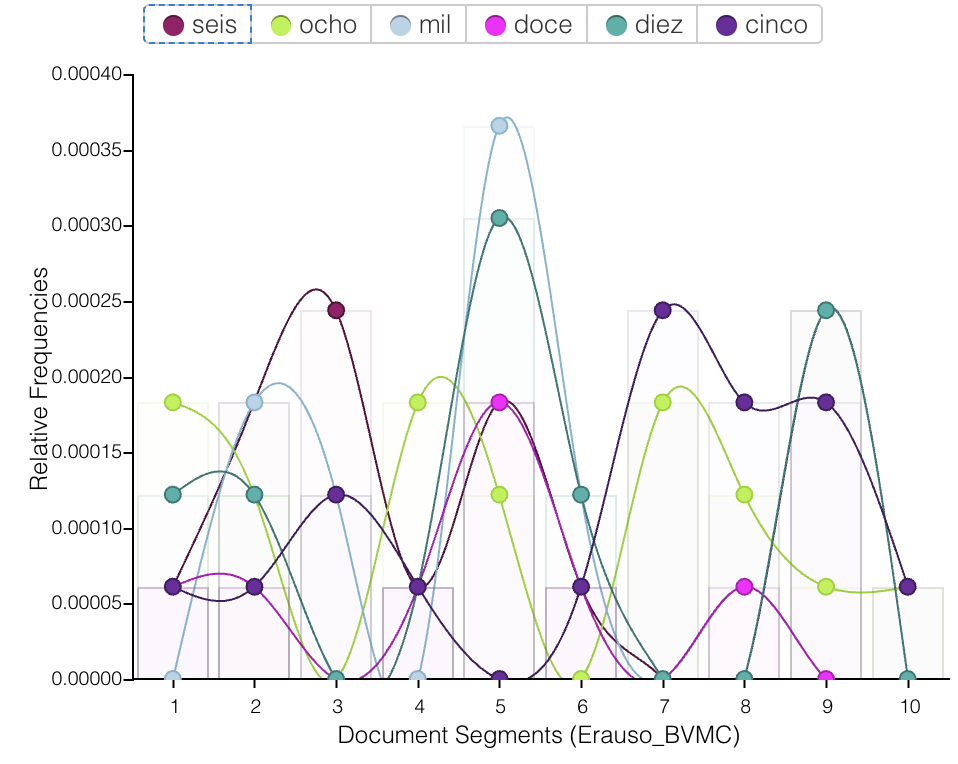 seis ocho mil doce diez cinco
0.00040
0.00035
0.00030
0.00025
0.00020
0.00015
0.00010
0.00005
0.00000
Relative Frequencies
1 2 3 4 5 6 7 8 9 10
Document Segments (Erauso_BVMC)